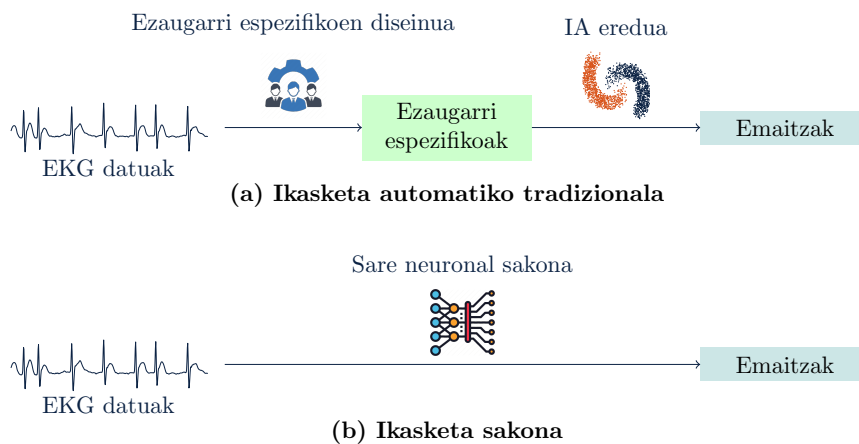 Ezaugarri espezifikoen diseinua
IA eredua
Ezaugarri
espezifikoak
Emaitzak
EKG datuak
(a) Ikasketa automatiko tradizionala
Sare neuronal sakona
Emaitzak
EKG datuak
(b) Ikasketa sakona